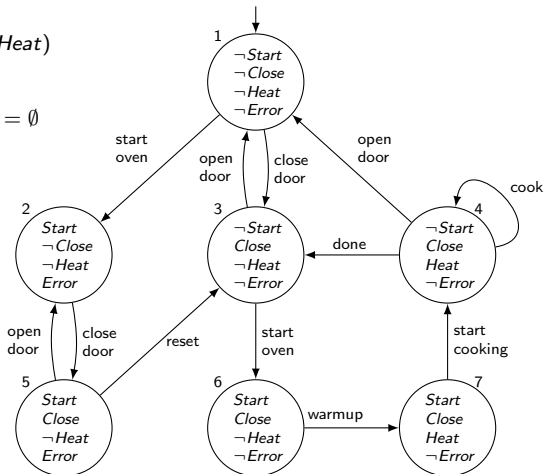 Heat)
= ∅
1
¬Start
¬Close
¬Heat
¬Error
start
oven
open
door
close
door
open
door
cook
2
Start
¬Close
¬Heat
Error
3
¬Start
Close
¬Heat
¬Error
done
4
¬Start
Close
Heat
¬Error
open
door
close
door
reset
start
oven
start
cooking
5
Start
Close
¬Heat
Error
6
Start
Close
¬Heat
¬Error
warmup
7
Start
Close
Heat
¬Error